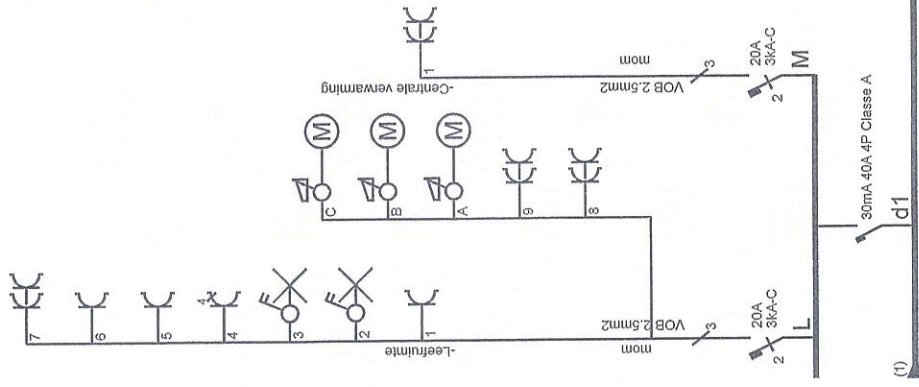 7
6
5
4
4
3
F
2
F
1
-Leefruimte
mom
VOB 2.5mm2
3
20A
3kA-C
2
L
C
M
B
M
A
M
9
8
1
-Centrale verwarming
mom
VOB 2.5mm2
3
20A
3kA-C
2
M
30mA 40A 4P Classe A
d1
(1)